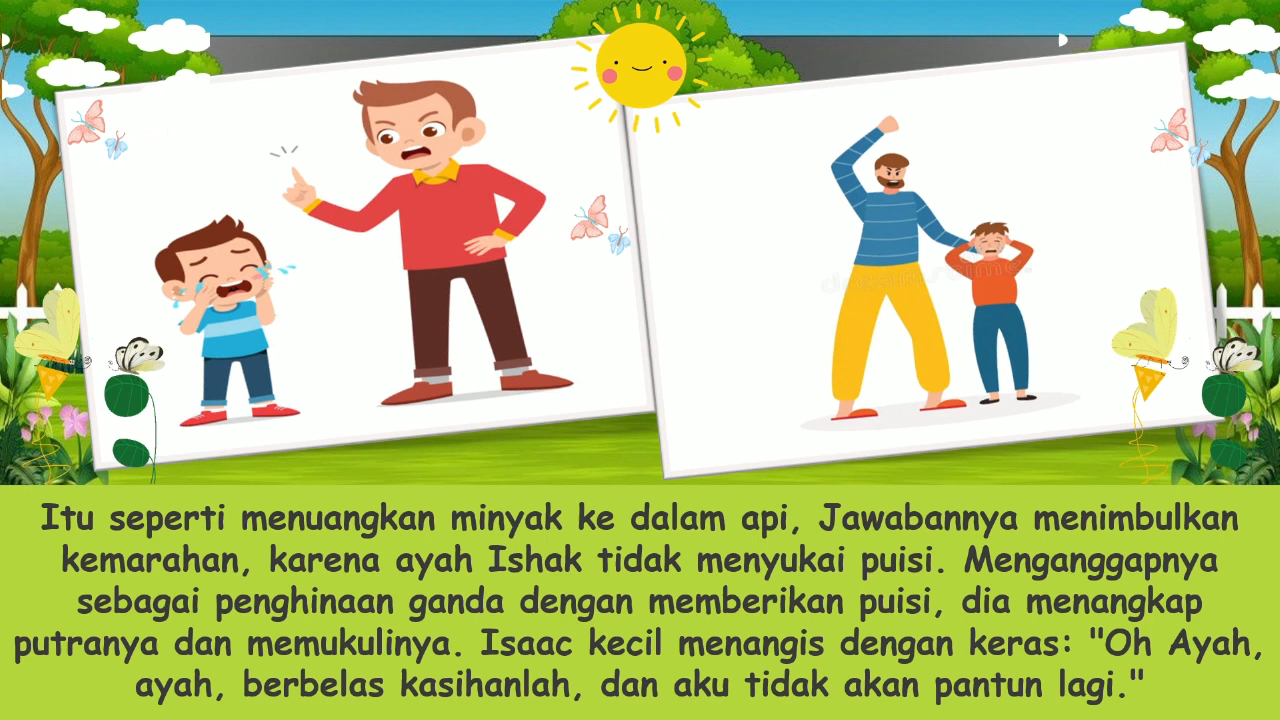 Itu seperti menuangkan minyak ke dalam api, Jawabannya menimbulkan
kemarahan, karena ayah Ishak tidak menyukai puisi. Menganggapnya
sebagai penghinaan ganda dengan memberikan puisi, dia menangkap
putranya dan memukulinya. Isaac kecil menangis dengan keras: "Oh Ayah,
ayah, berbelas kasihanlah, dan aku tidak akan pantun lagi."